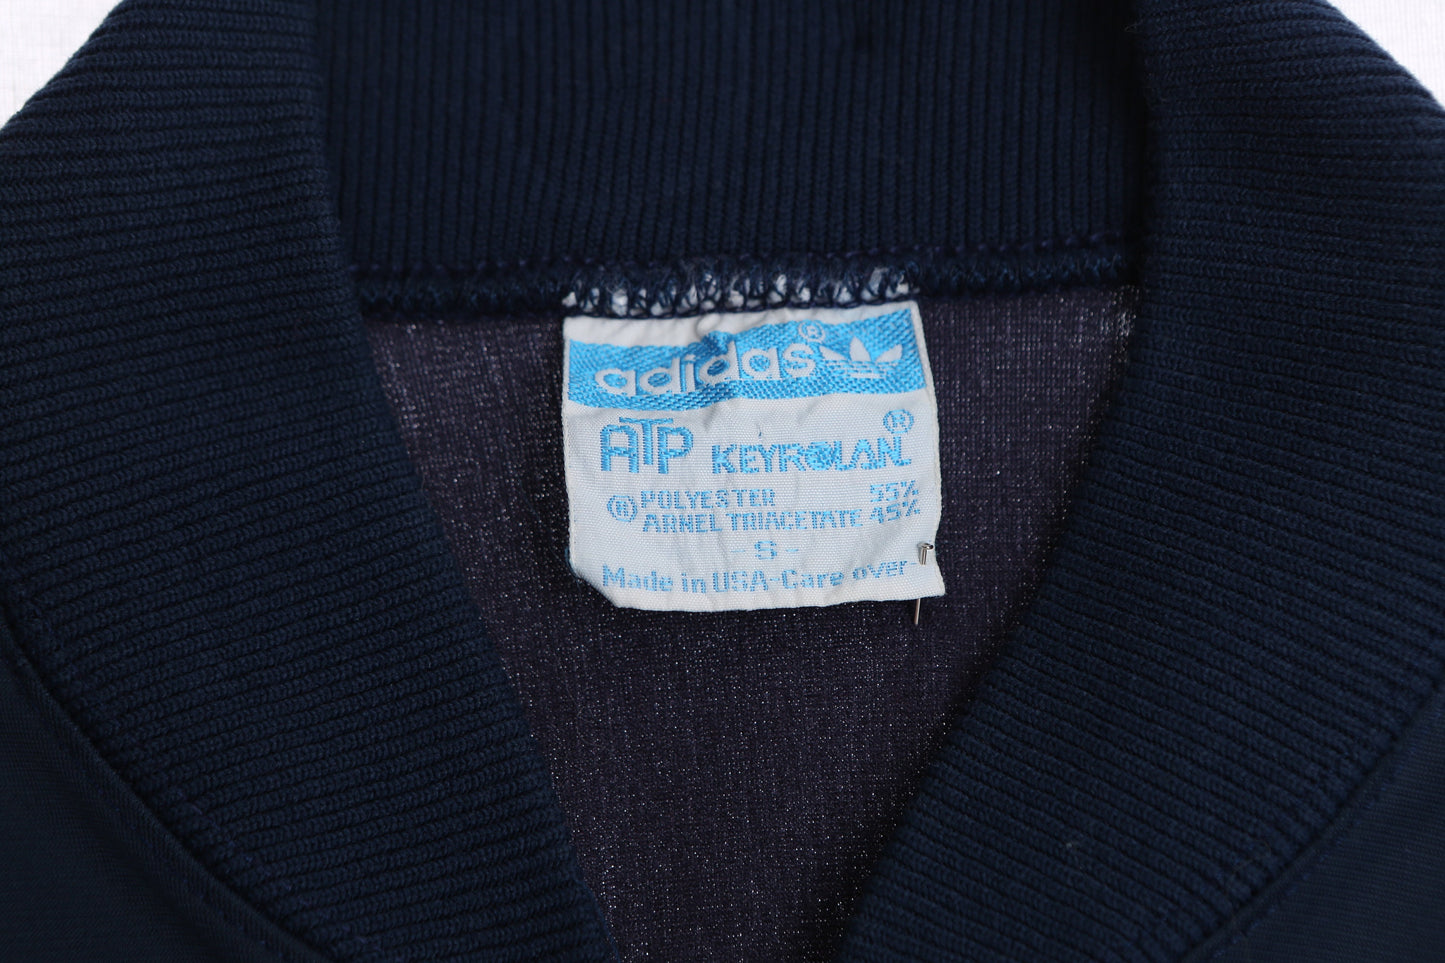 adidas®
ATP KEYROLAN®
® POLYESTER 55%
ARNEL TRIACETATE 45%
- S -
Made in USA-Care over-